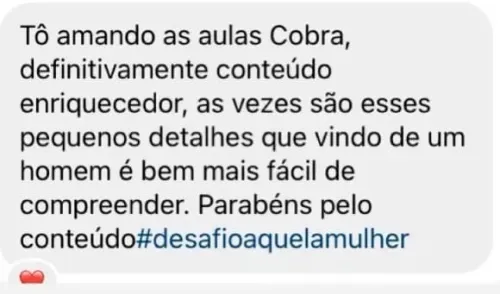 Tô amando as aulas Cobra,
definitivamente conteúdo
enriquecedor, as vezes são esses
pequenos detalhes que vindo de um
homem é bem mais fácil de
compreender. Parabéns pelo
conteúdo#desafioaquelamulher